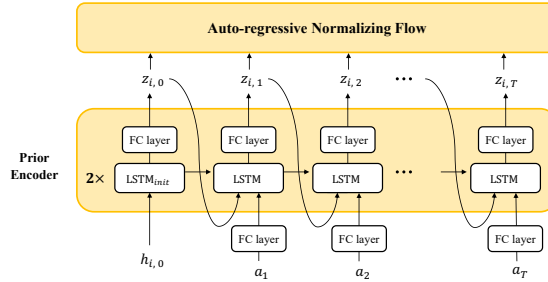 Auto-regressive Normalizing Flow
z_{i,0} z_{i,1} z_{i,2} ... z_{i,T}
FC layer FC layer FC layer FC layer
Prior Encoder
2× LSTM_{init} LSTM LSTM ... LSTM
FC layer FC layer FC layer
h_{i,0} a_1 a_2 a_T